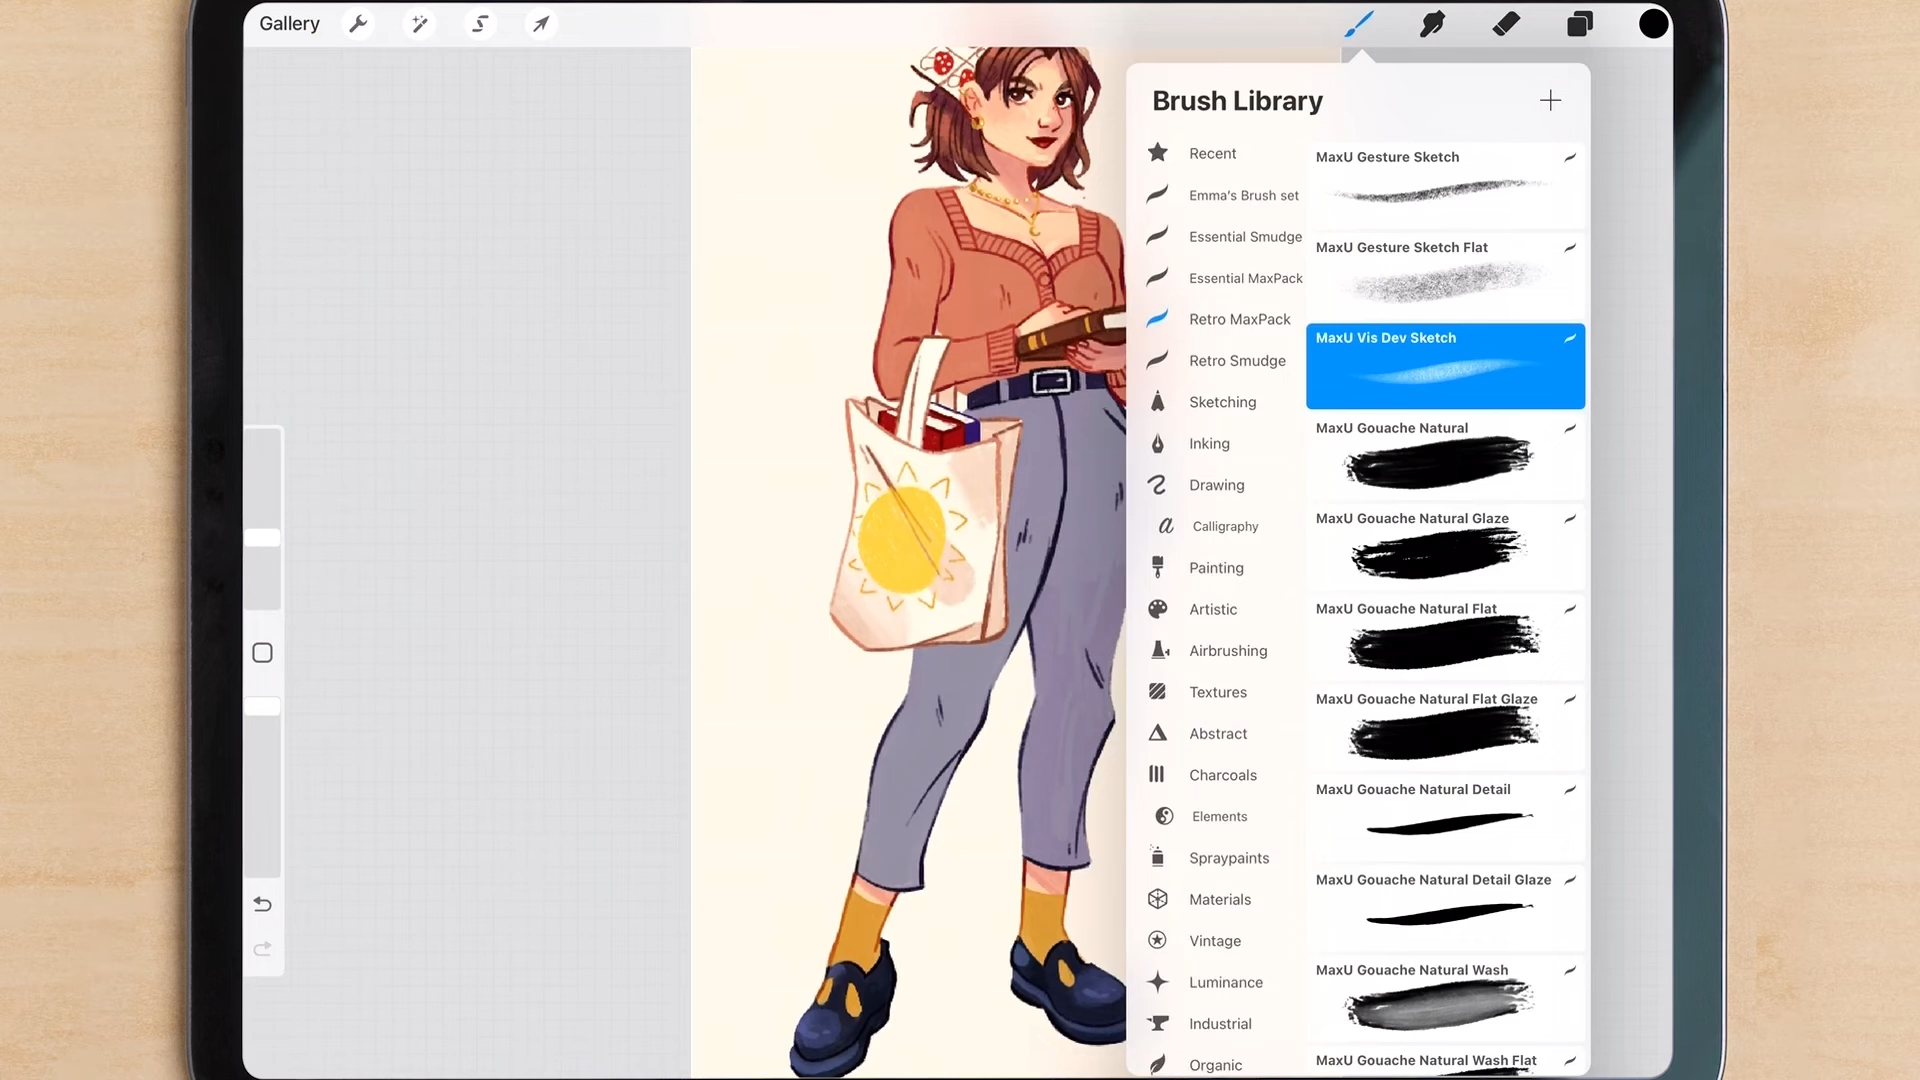 Gallery
Brush Library
Recent
Emma's Brush set
Essential Smudge
Essential MaxPack
Retro MaxPack
Retro Smudge
Sketching
Inking
Drawing
Calligraphy
Painting
Artistic
Airbrushing
Textures
Abstract
Charcoals
Elements
Spraypaints
Materials
Vintage
Luminance
Industrial
Organic
MaxU Gesture Sketch
MaxU Gesture Sketch Flat
MaxU Vis Dev Sketch
MaxU Gouache Natural
MaxU Gouache Natural Glaze
MaxU Gouache Natural Flat
MaxU Gouache Natural Flat Glaze
MaxU Gouache Natural Detail
MaxU Gouache Natural Detail Glaze
MaxU Gouache Natural Wash
MaxU Gouache Natural Wash Flat